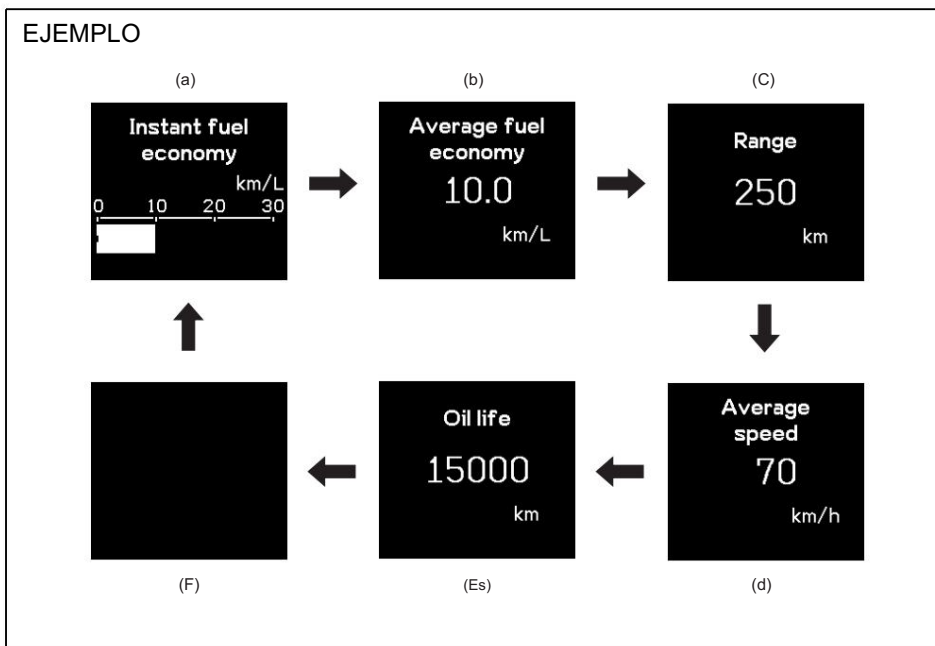 EJEMPLO
(a)
(b)
(C)
Instant fuel
economy
km/L
0 10 20 30
Average fuel
economy
10.0
km/L
Range
250
km
Oil life
15000
km
Average
speed
70
km/h
(F)
(Es)
(d)